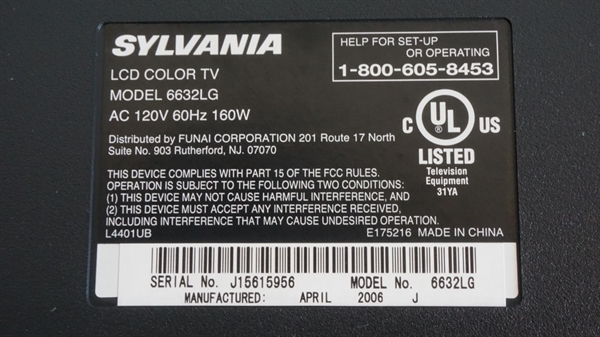 SYLVANIA
LCD COLOR TV
MODEL 6632LG
AC 120V 60Hz 160W
HELP FOR SET-UP
OR OPERATING
1-800-605-8453
Distributed by FUNAI CORPORATION 201 Route 17 North
Suite No. 903 Rutherford, NJ. 07070
C UL US
LISTED
Television
Equipment
31YA
THIS DEVICE COMPLIES WITH PART 15 OF THE FCC RULES.
OPERATION IS SUBJECT TO THE FOLLOWING TWO CONDITIONS:
(1) THIS DEVICE MAY NOT CAUSE HARMFUL INTERFERENCE, AND
(2) THIS DEVICE MUST ACCEPT ANY INTERFERENCE RECEIVED,
INCLUDING INTERFERENCE THAT MAY CAUSE UNDESIRED OPERATION.
L4401UB E175216 MADE IN CHINA
SERIAL No. J15615956 MODEL No. 6632LG
MANUFACTURED: APRIL 2006 J